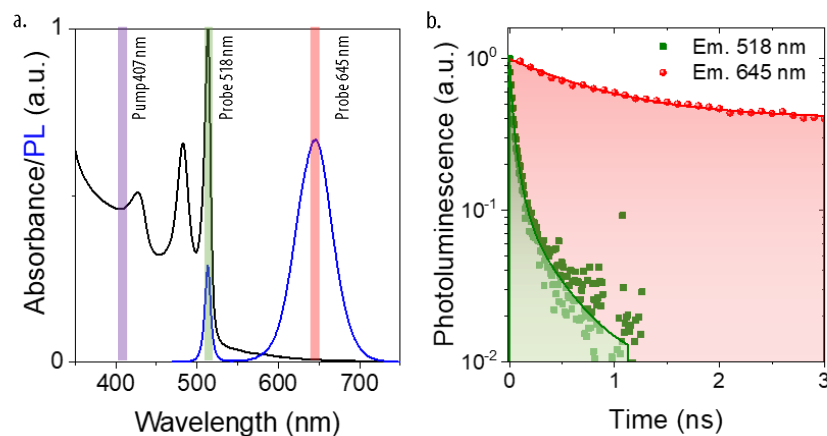 a.
Absorbance/PL (a.u.)
1
0
Pump 407 nm
Probe 518 nm
Probe 645 nm
400
500
600
700
Wavelength (nm)
b.
Photoluminescence (a.u.)
10⁰
10⁻¹
10⁻²
Em. 518 nm
Em. 645 nm
0
1
2
3
Time (ns)